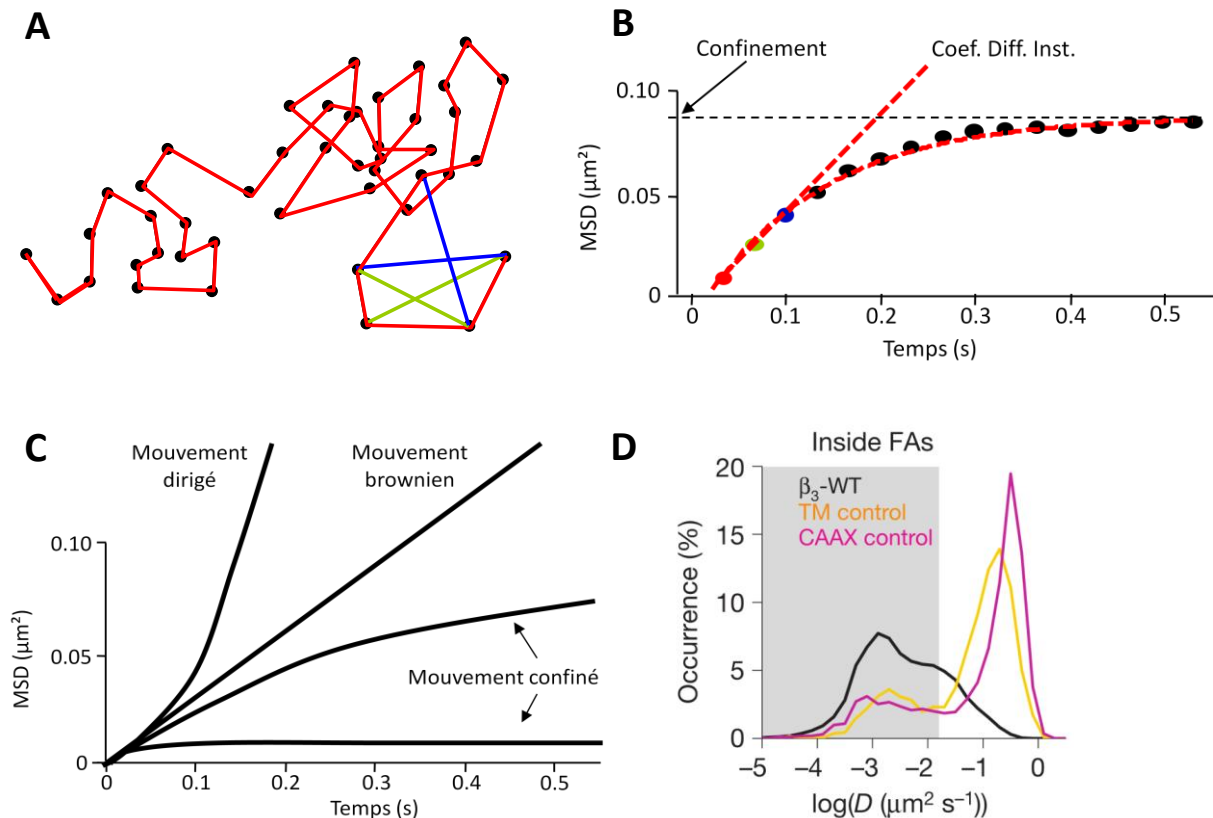 A
B
Confinement
Coef. Diff. Inst.
0.10
0.05
0
MSD (µm²)
0
0.1
0.2
0.3
0.4
0.5
Temps (s)
C
Mouvement
dirigé
Mouvement
brownien
0.10
0.05
0
MSD (µm²)
Mouvement confiné
0
0.1
0.2
0.3
0.4
0.5
Temps (s)
D
Inside FAs
20
15
10
5
0
Occurrence (%)
β₃-WT
TM control
CAAX control
–5
–4
–3
–2
–1
0
log(D (µm² s⁻¹))